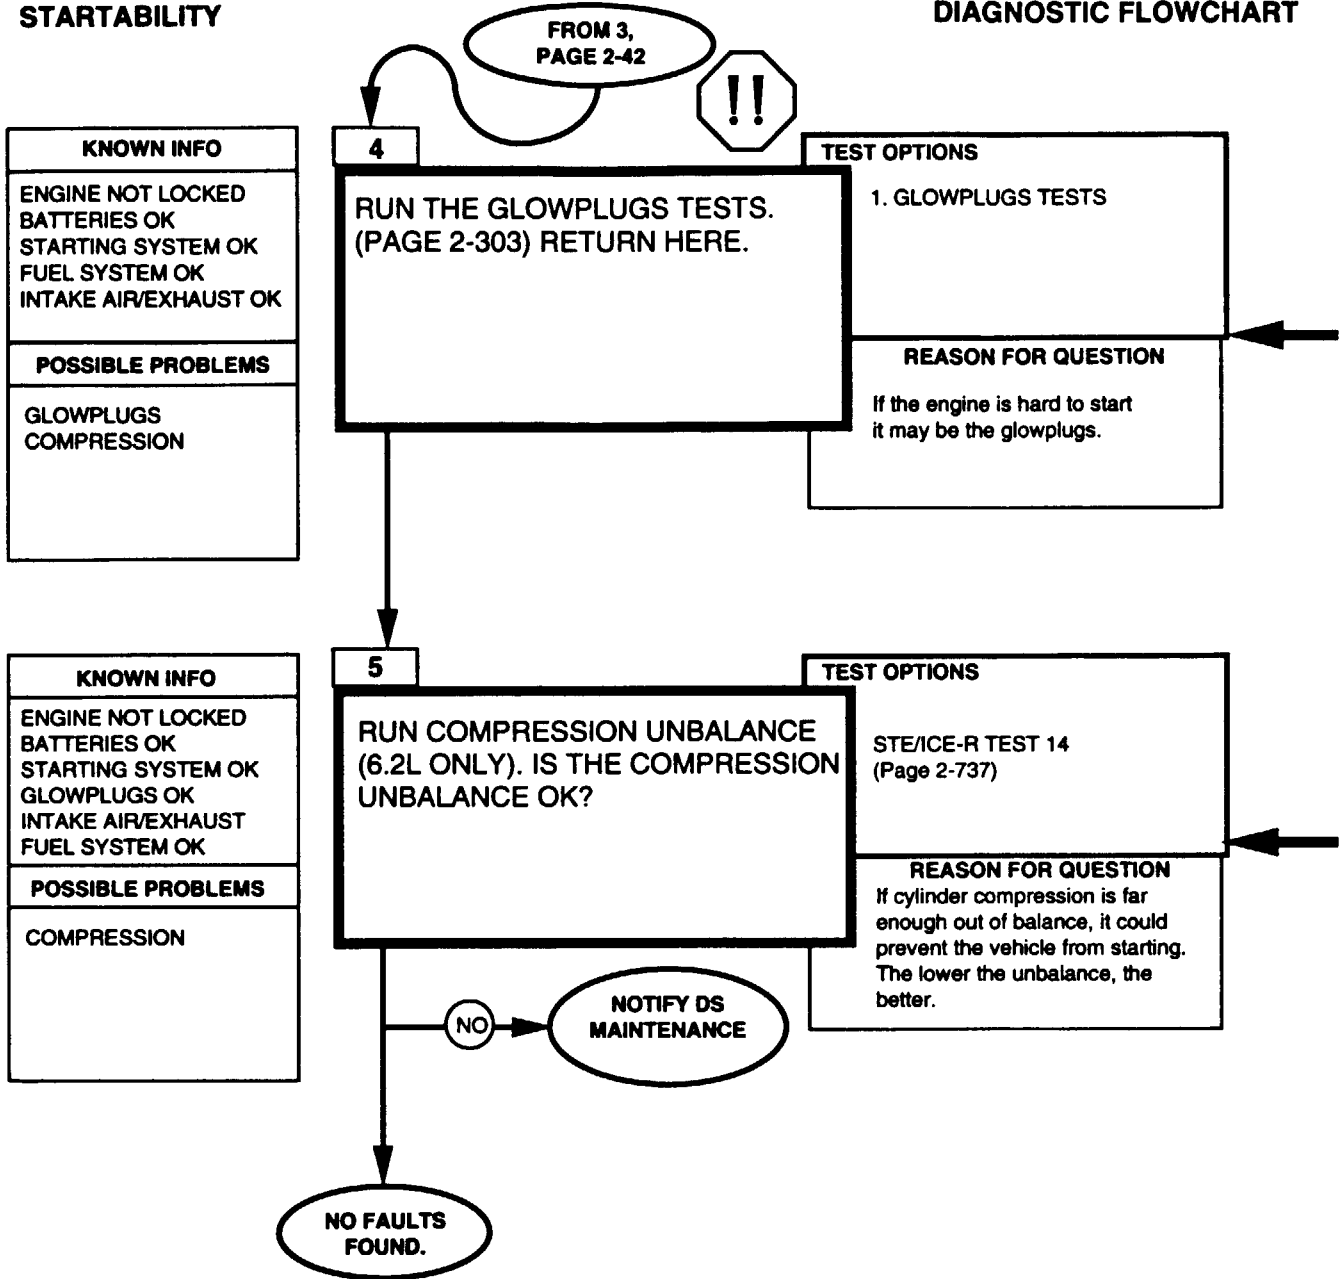 STARTABILITY
DIAGNOSTIC FLOWCHART
FROM 3,
PAGE 2-42
!!
KNOWN INFO
ENGINE NOT LOCKED
BATTERIES OK
STARTING SYSTEM OK
FUEL SYSTEM OK
INTAKE AIR/EXHAUST OK
POSSIBLE PROBLEMS
GLOWPLUGS
COMPRESSION
4
RUN THE GLOWPLUGS TESTS.
(PAGE 2-303) RETURN HERE.
TEST OPTIONS
1. GLOWPLUGS TESTS
REASON FOR QUESTION
If the engine is hard to start
it may be the glowplugs.
KNOWN INFO
ENGINE NOT LOCKED
BATTERIES OK
STARTING SYSTEM OK
GLOWPLUGS OK
INTAKE AIR/EXHAUST
FUEL SYSTEM OK
POSSIBLE PROBLEMS
COMPRESSION
5
RUN COMPRESSION UNBALANCE
(6.2L ONLY). IS THE COMPRESSION
UNBALANCE OK?
TEST OPTIONS
STE/ICE-R TEST 14
(Page 2-737)
REASON FOR QUESTION
If cylinder compression is far
enough out of balance, it could
prevent the vehicle from starting.
The lower the unbalance, the
better.
NO
NOTIFY DS
MAINTENANCE
NO FAULTS
FOUND.